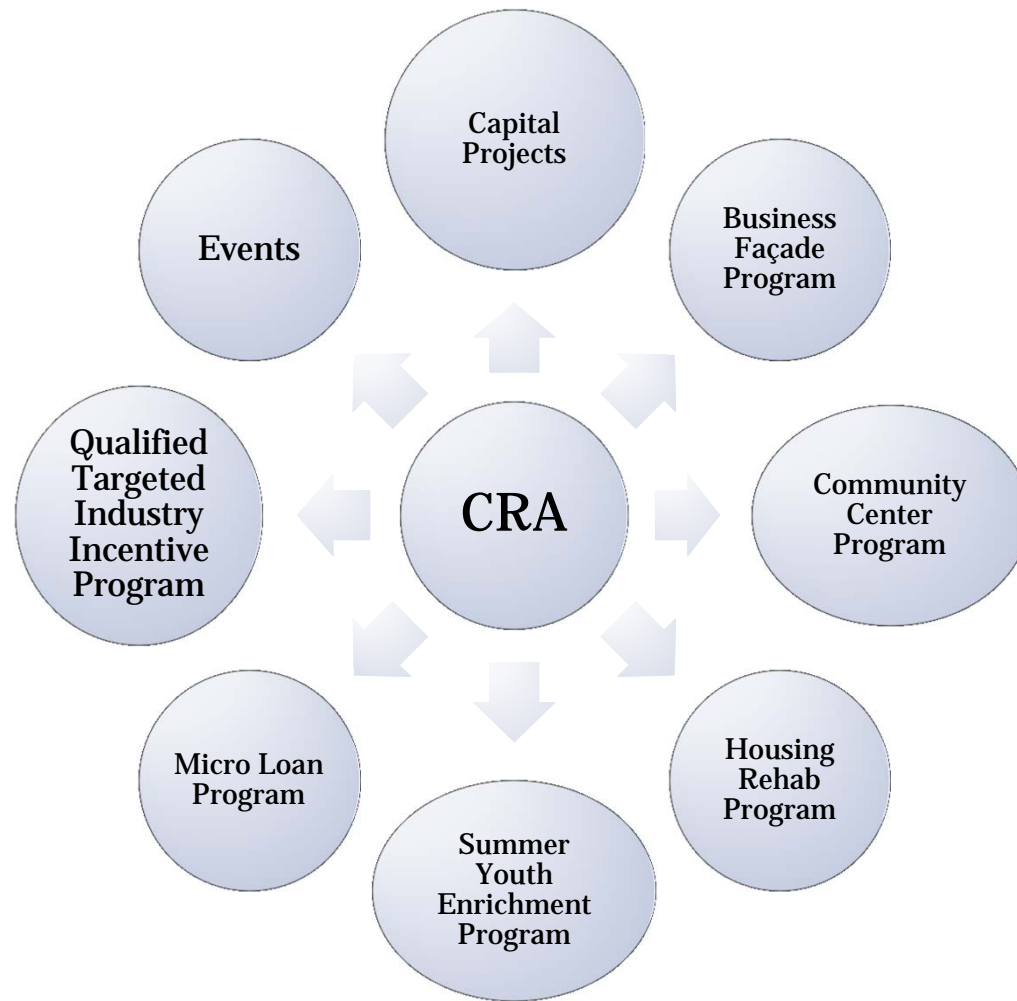 Capital
Projects
Business
Façade
Program
Community
Center
Program
Housing
Rehab
Program
Summer
Youth
Enrichment
Program
Micro Loan
Program
Qualified
Targeted
Industry
Incentive
Program
Events
CRA